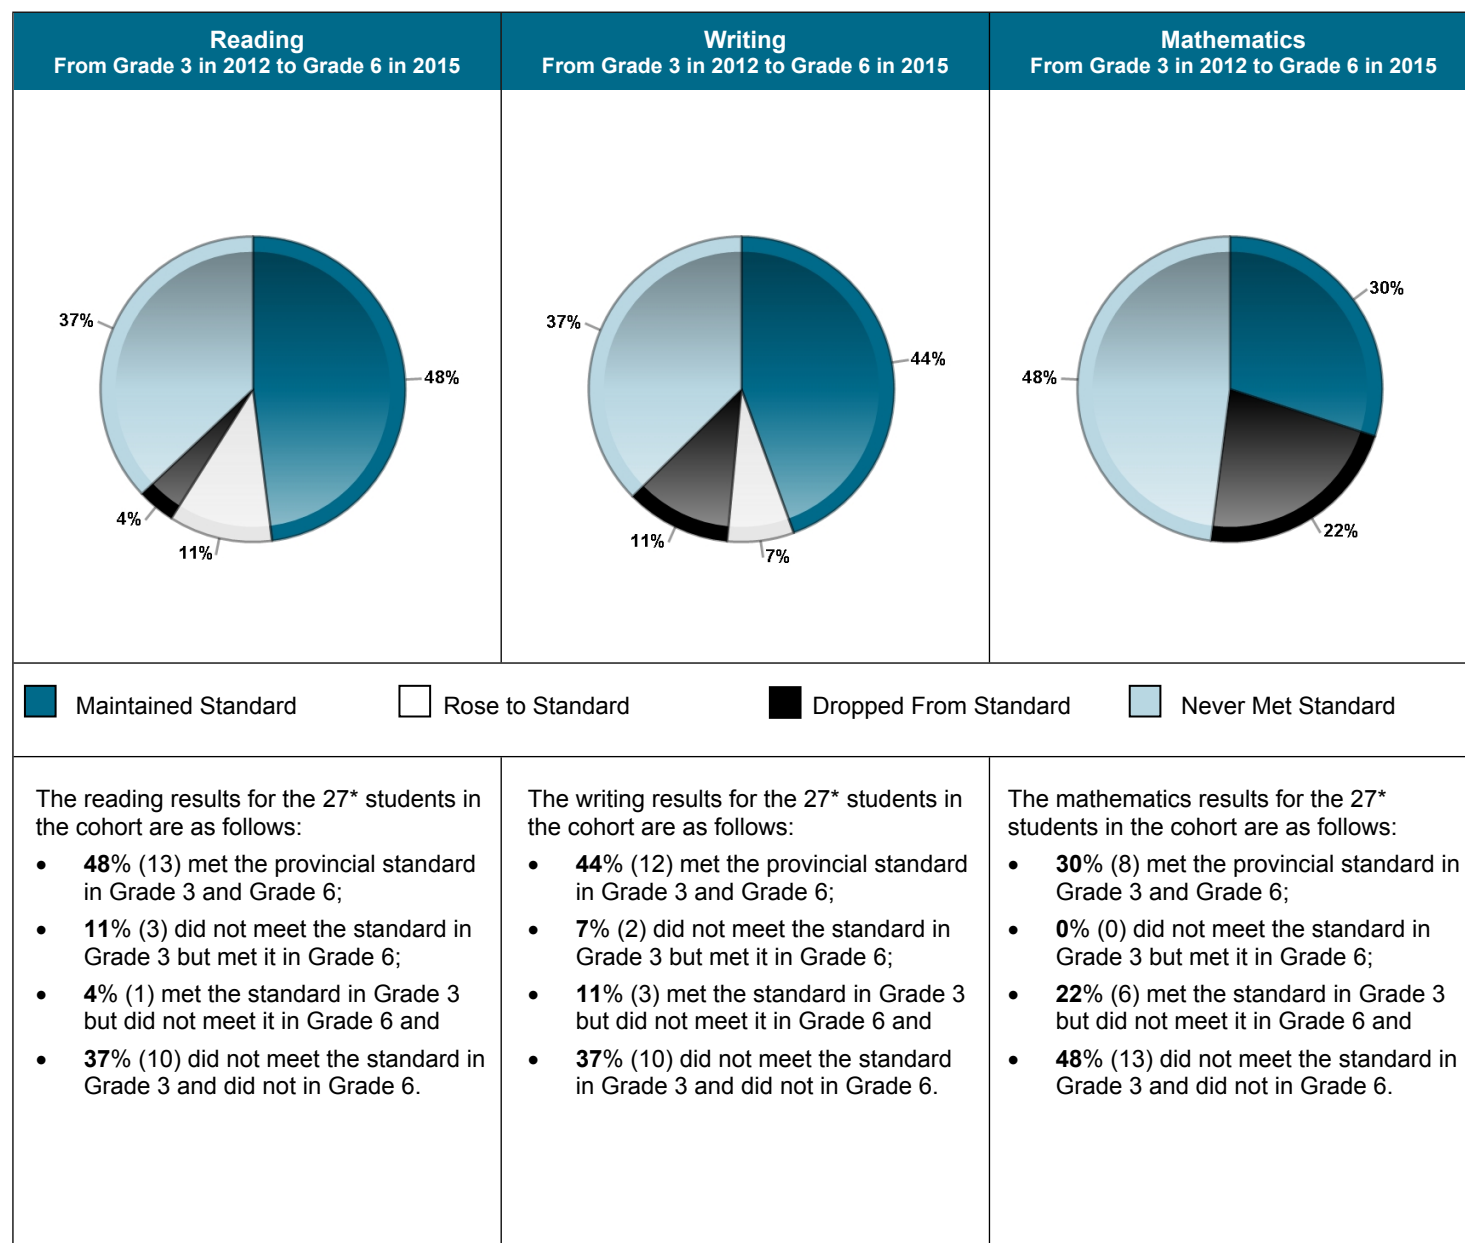 Reading
From Grade 3 in 2012 to Grade 6 in 2015
Writing
From Grade 3 in 2012 to Grade 6 in 2015
Mathematics
From Grade 3 in 2012 to Grade 6 in 2015
37%
48%
4%
11%
37%
44%
11%
7%
30%
48%
22%
Maintained Standard
Rose to Standard
Dropped From Standard
Never Met Standard
The reading results for the 27* students in
the cohort are as follows:
• 48% (13) met the provincial standard
in Grade 3 and Grade 6;
• 11% (3) did not meet the standard in
Grade 3 but met it in Grade 6;
• 4% (1) met the standard in Grade 3
but did not meet it in Grade 6 and
• 37% (10) did not meet the standard in
Grade 3 and did not in Grade 6.
The writing results for the 27* students in
the cohort are as follows:
• 44% (12) met the provincial standard
in Grade 3 and Grade 6;
• 7% (2) did not meet the standard in
Grade 3 but met it in Grade 6;
• 11% (3) met the standard in Grade 3
but did not meet it in Grade 6 and
• 37% (10) did not meet the standard
in Grade 3 and did not in Grade 6.
The mathematics results for the 27*
students in the cohort are as follows:
• 30% (8) met the provincial standard in
Grade 3 and Grade 6;
• 0% (0) did not meet the standard in
Grade 3 but met it in Grade 6;
• 22% (6) met the standard in Grade 3
but did not meet it in Grade 6 and
• 48% (13) did not meet the standard in
Grade 3 and did not in Grade 6.